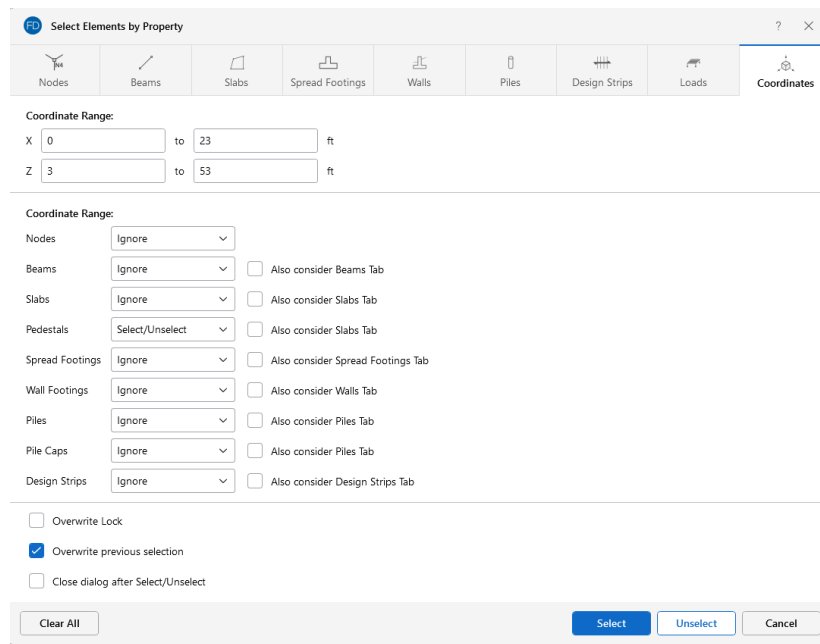 FD Select Elements by Property ?
N4
Nodes Beams Slabs Spread Footings Walls Piles Design Strips Loads Coordinates
Coordinate Range:
X 0 to 23 ft
Z 3 to 53 ft
Coordinate Range:
Nodes Ignore
Beams Ignore Also consider Beams Tab
Slabs Ignore Also consider Slabs Tab
Pedestals Select/Unselect Also consider Slabs Tab
Spread Footings Ignore Also consider Spread Footings Tab
Wall Footings Ignore Also consider Walls Tab
Piles Ignore Also consider Piles Tab
Pile Caps Ignore Also consider Piles Tab
Design Strips Ignore Also consider Design Strips Tab
Overwrite Lock
Overwrite previous selection
Close dialog after Select/Unselect
Clear All Select Unselect Cancel